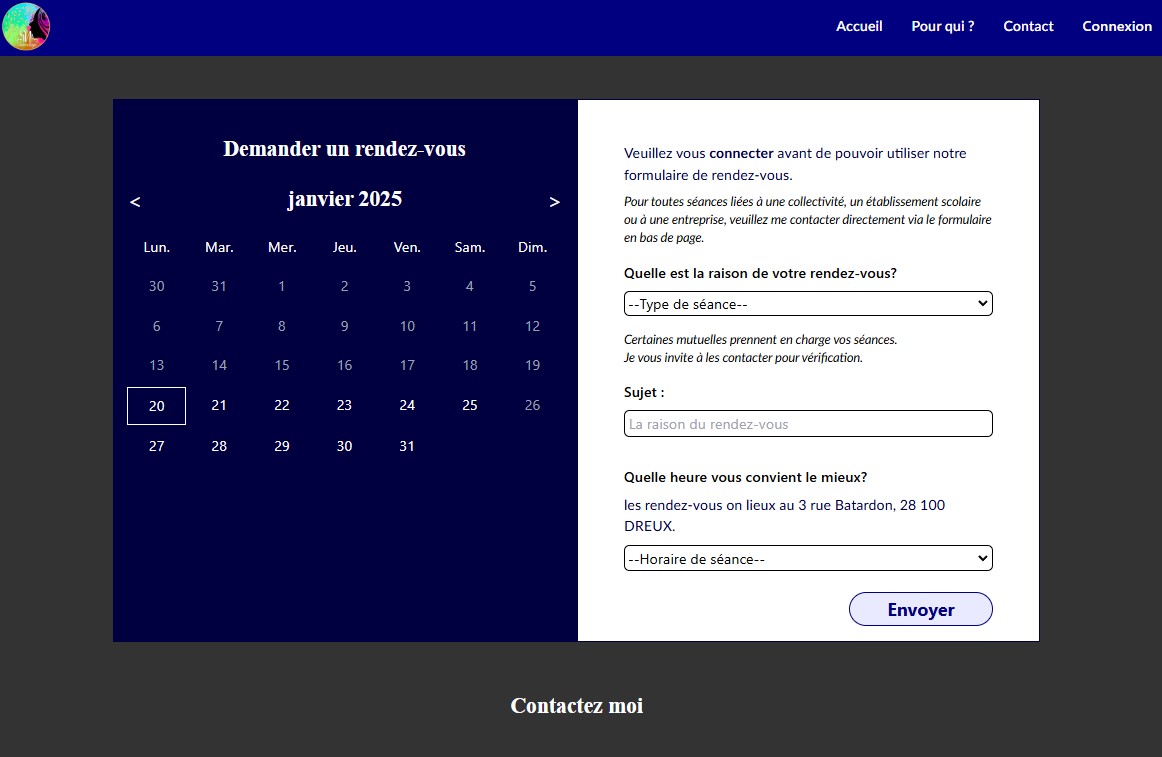 Accueil Pour qui ? Contact Connexion
Demander un rendez-vous
< janvier 2025 >
Lun. Mar. Mer. Jeu. Ven. Sam. Dim.
30 31 1 2 3 4 5
6 7 8 9 10 11 12
13 14 15 16 17 18 19
20 21 22 23 24 25 26
27 28 29 30 31
Veuillez vous connecter avant de pouvoir utiliser notre
formulaire de rendez-vous.
Pour toutes séances liées à une collectivité, un établissement scolaire
ou à une entreprise, veuillez me contacter directement via le formulaire
en bas de page.
Quelle est la raison de votre rendez-vous?
--Type de séance--
Certaines mutuelles prennent en charge vos séances.
Je vous invite à les contacter pour vérification.
Sujet :
La raison du rendez-vous
Quelle heure vous convient le mieux?
les rendez-vous on lieux au 3 rue Batardon, 28 100
DREUX.
--Horaire de séance--
Envoyer
Contactez moi